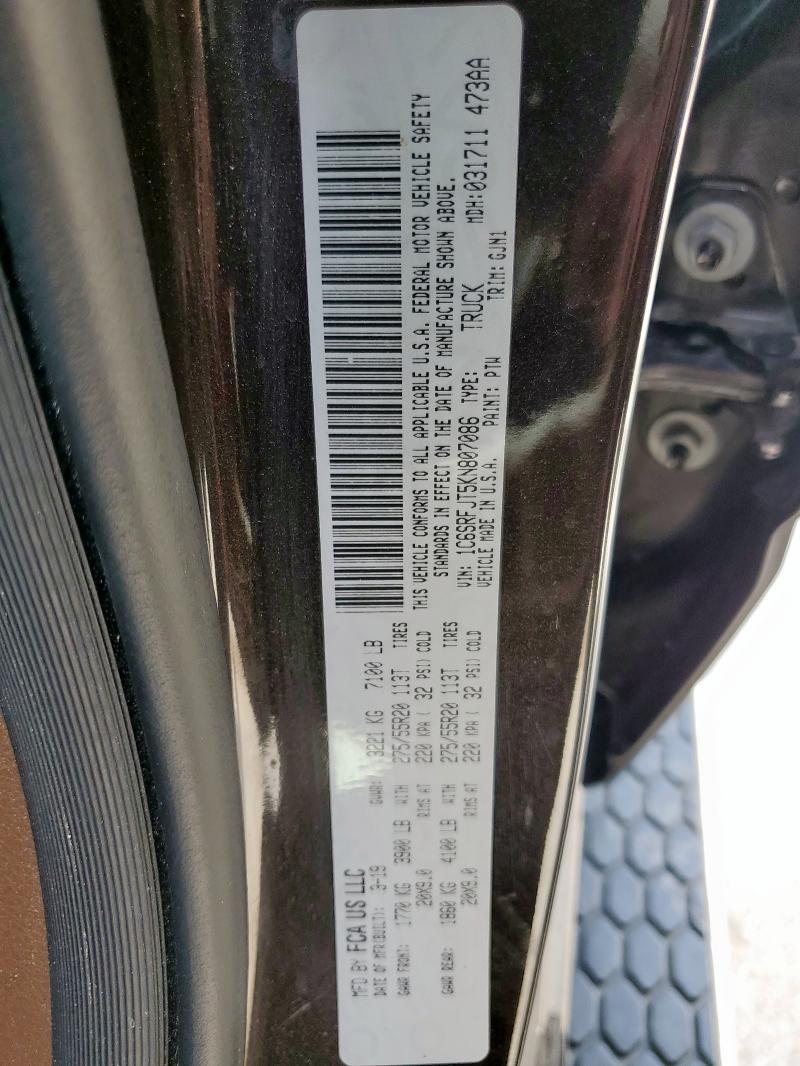 MFD BY FCA US LLC
DATE OF MFR(BUILT): 3-19 GVWR: 3221 KG 7100 LB
GAWR FRONT: 1770 KG 3900 LB WITH 275/55R20 113T TIRES
20X9.0 RIMS AT 220 KPA ( 32 PSI) COLD
GAWR REAR: 1860 KG 4100 LB WITH 275/55R20 113T TIRES
20X9.0 RIMS AT 220 KPA ( 32 PSI) COLD
THIS VEHICLE CONFORMS TO ALL APPLICABLE U.S.A. FEDERAL MOTOR VEHICLE SAFETY
STANDARDS IN EFFECT ON THE DATE OF MANUFACTURE SHOWN ABOVE.
VIN: 1C6SRFJT5KN807086 TYPE: TRUCK MDH:031711 473AA
VEHICLE MADE IN U.S.A. PAINT: PTW TRIM: GJN1